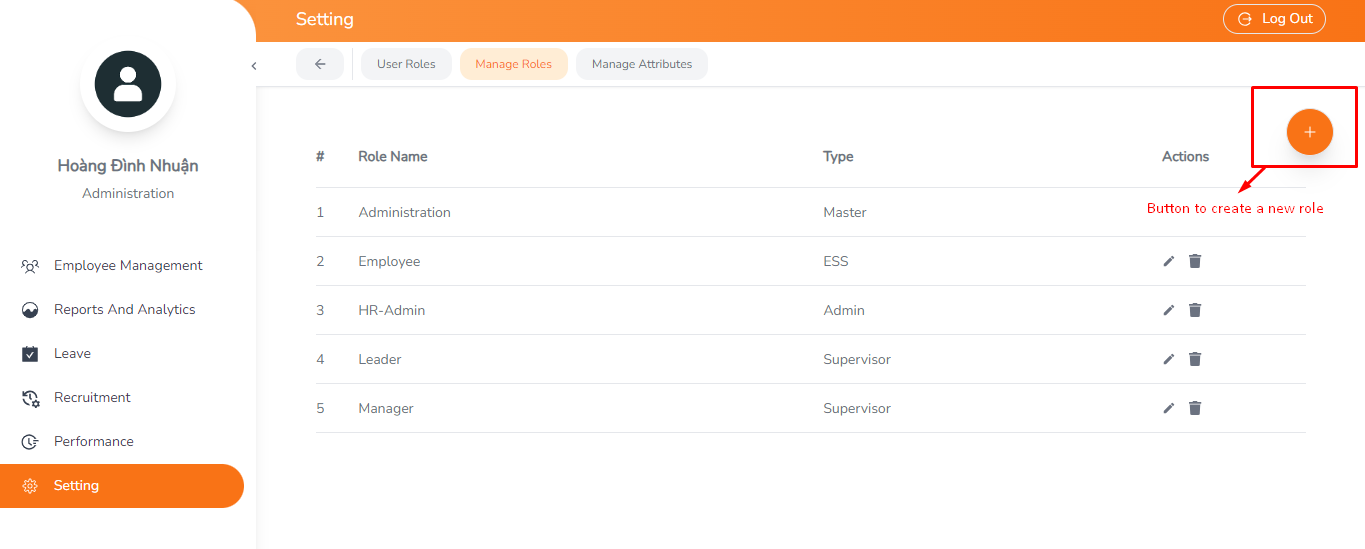 Setting
Log Out
User Roles
Manage Roles
Manage Attributes
Hoàng Đình Nhuận
Administration
Employee Management
Reports And Analytics
Leave
Recruitment
Performance
Setting
# Role Name Type Actions
1 Administration Master
Button to create a new role
2 Employee ESS
3 HR-Admin Admin
4 Leader Supervisor
5 Manager Supervisor